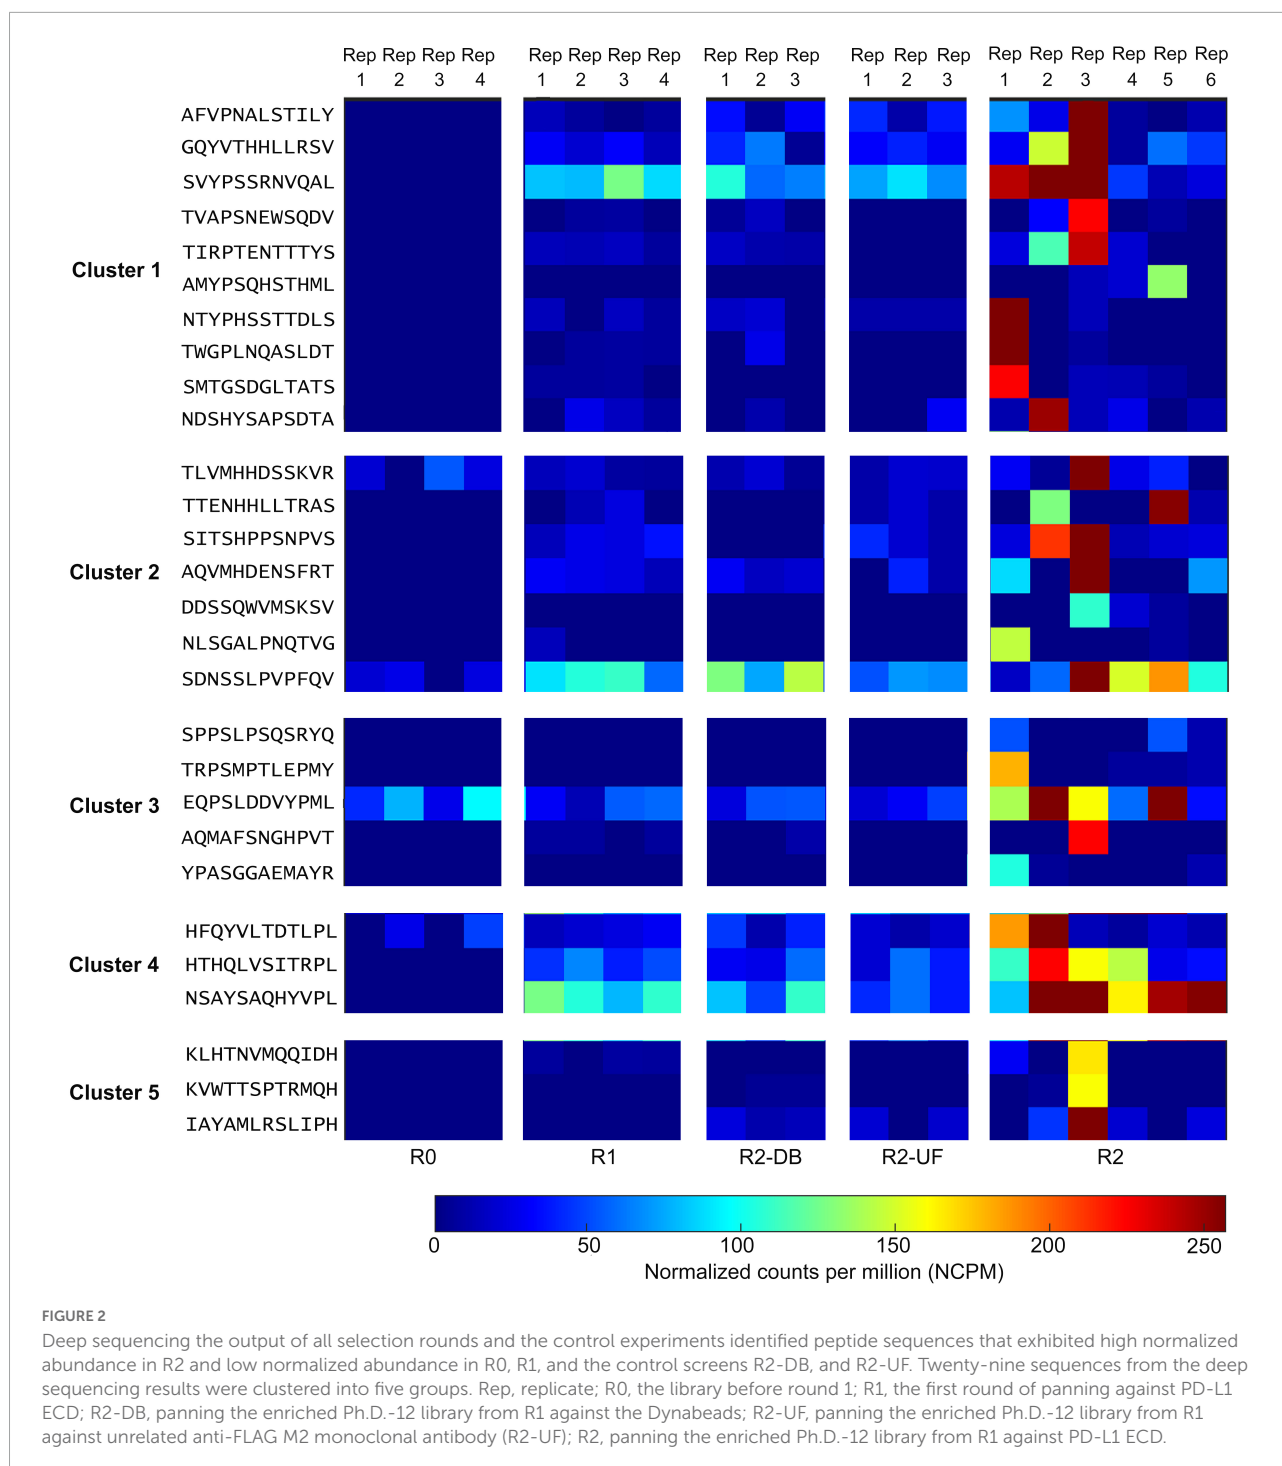 Rep Rep Rep Rep Rep Rep Rep Rep Rep Rep Rep Rep Rep Rep Rep Rep Rep Rep Rep Rep
1 2 3 4 1 2 3 4 1 2 3 1 2 3 1 2 3 4 5 6
AFVPNALSTILY
GQYVTHHLLRSV
SVYPSSRNVQAL
TVAPSNEWSQDV
TIRPTENTTTYS
Cluster 1
AMYPSQHSTHML
NTYPHSSTTDLS
TWGPLNQASLDT
SMTGSDGLTATS
NDSHYSAPSDTA
TLVMHHDSSKVR
TTENHHLLTRAS
SITSHPPSNPVS
Cluster 2 AQVMHDENSFRT
DDSSQWVMSKSV
NLSGALPNQTVG
SDNSSLPVPFQV
SPPSLPSQSRYQ
TRPSMPTLEPMY
Cluster 3 EQPSLDDVYPML
AQMAFSNGHPVT
YPASGGAEMAYR
HFQYVLTDTLPL
Cluster 4 HTHQLVSITRPL
NSAYSAQHYVPL
KLHTNVMQQIDH
Cluster 5 KVWTTSPTRMQH
IAYAMLRSLIPH
R0 R1 R2-DB R2-UF R2
0 50 100 150 200 250
Normalized counts per million (NCPM)
FIGURE 2
Deep sequencing the output of all selection rounds and the control experiments identified peptide sequences that exhibited high normalized
abundance in R2 and low normalized abundance in R0, R1, and the control screens R2-DB, and R2-UF. Twenty-nine sequences from the deep
sequencing results were clustered into five groups. Rep, replicate; R0, the library before round 1; R1, the first round of panning against PD-L1
ECD; R2-DB, panning the enriched Ph.D.-12 library from R1 against the Dynabeads; R2-UF, panning the enriched Ph.D.-12 library from R1
against unrelated anti-FLAG M2 monoclonal antibody (R2-UF); R2, panning the enriched Ph.D.-12 library from R1 against PD-L1 ECD.